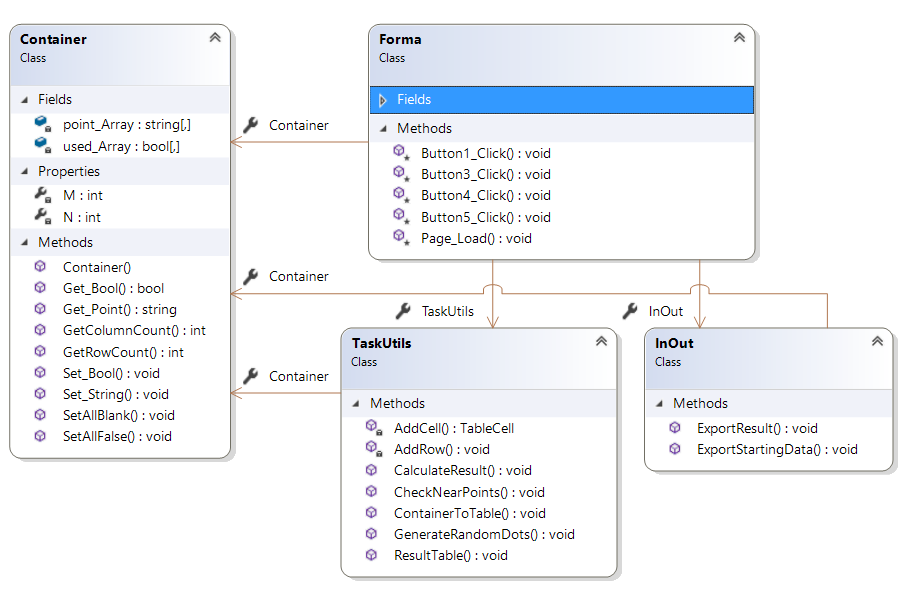 Container
Class
Fields
point_Array : string[,]
used_Array : bool[,]
Properties
M : int
N : int
Methods
Container()
Get_Bool() : bool
Get_Point() : string
GetColumnCount() : int
GetRowCount() : int
Set_Bool() : void
Set_String() : void
SetAllBlank() : void
SetAllFalse() : void
Container
Forma
Class
Fields
Methods
Button1_Click() : void
Button3_Click() : void
Button4_Click() : void
Button5_Click() : void
Page_Load() : void
Container
TaskUtils
InOut
Container
TaskUtils
Class
Methods
AddCell() : TableCell
AddRow() : void
CalculateResult() : void
CheckNearPoints() : void
ContainerToTable() : void
GenerateRandomDots() : void
ResultTable() : void
InOut
Class
Methods
ExportResult() : void
ExportStartingData() : void